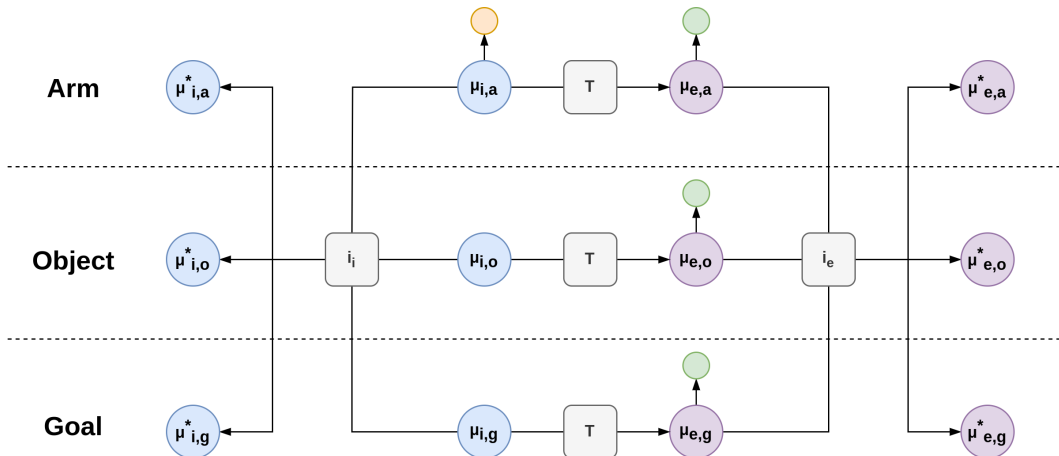 Arm
μ*i,a
μi,a
T
μe,a
μ*e,a
Object
μ*i,o
ii
μi,o
T
μe,o
ie
μ*e,o
Goal
μ*i,g
μi,g
T
μe,g
μ*e,g